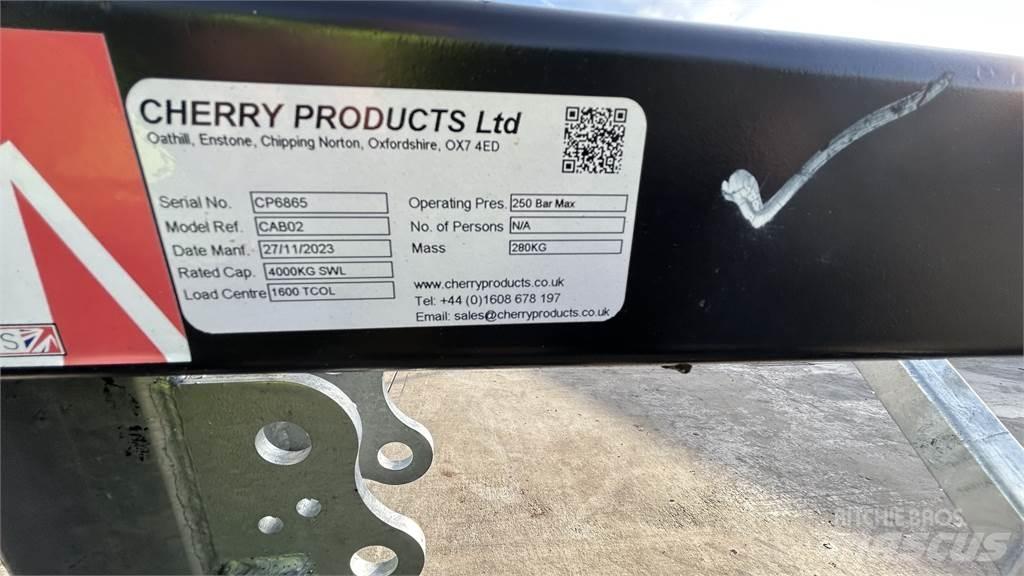 CHERRY PRODUCTS Ltd
Oathill, Enstone, Chipping Norton, Oxfordshire, OX7 4ED
Serial No. CP6865
Model Ref. CAB02
Date Manf. 27/11/2023
Rated Cap. 4000KG SWL
Load Centre 1600 TCOL
Operating Pres. 250 Bar Max
No. of Persons N/A
Mass 280KG
www.cherryproducts.co.uk
Tel: +44 (0)1608 678 197
Email: sales@cherryproducts.co.uk
S
RITCHIE BROS
MASCUS